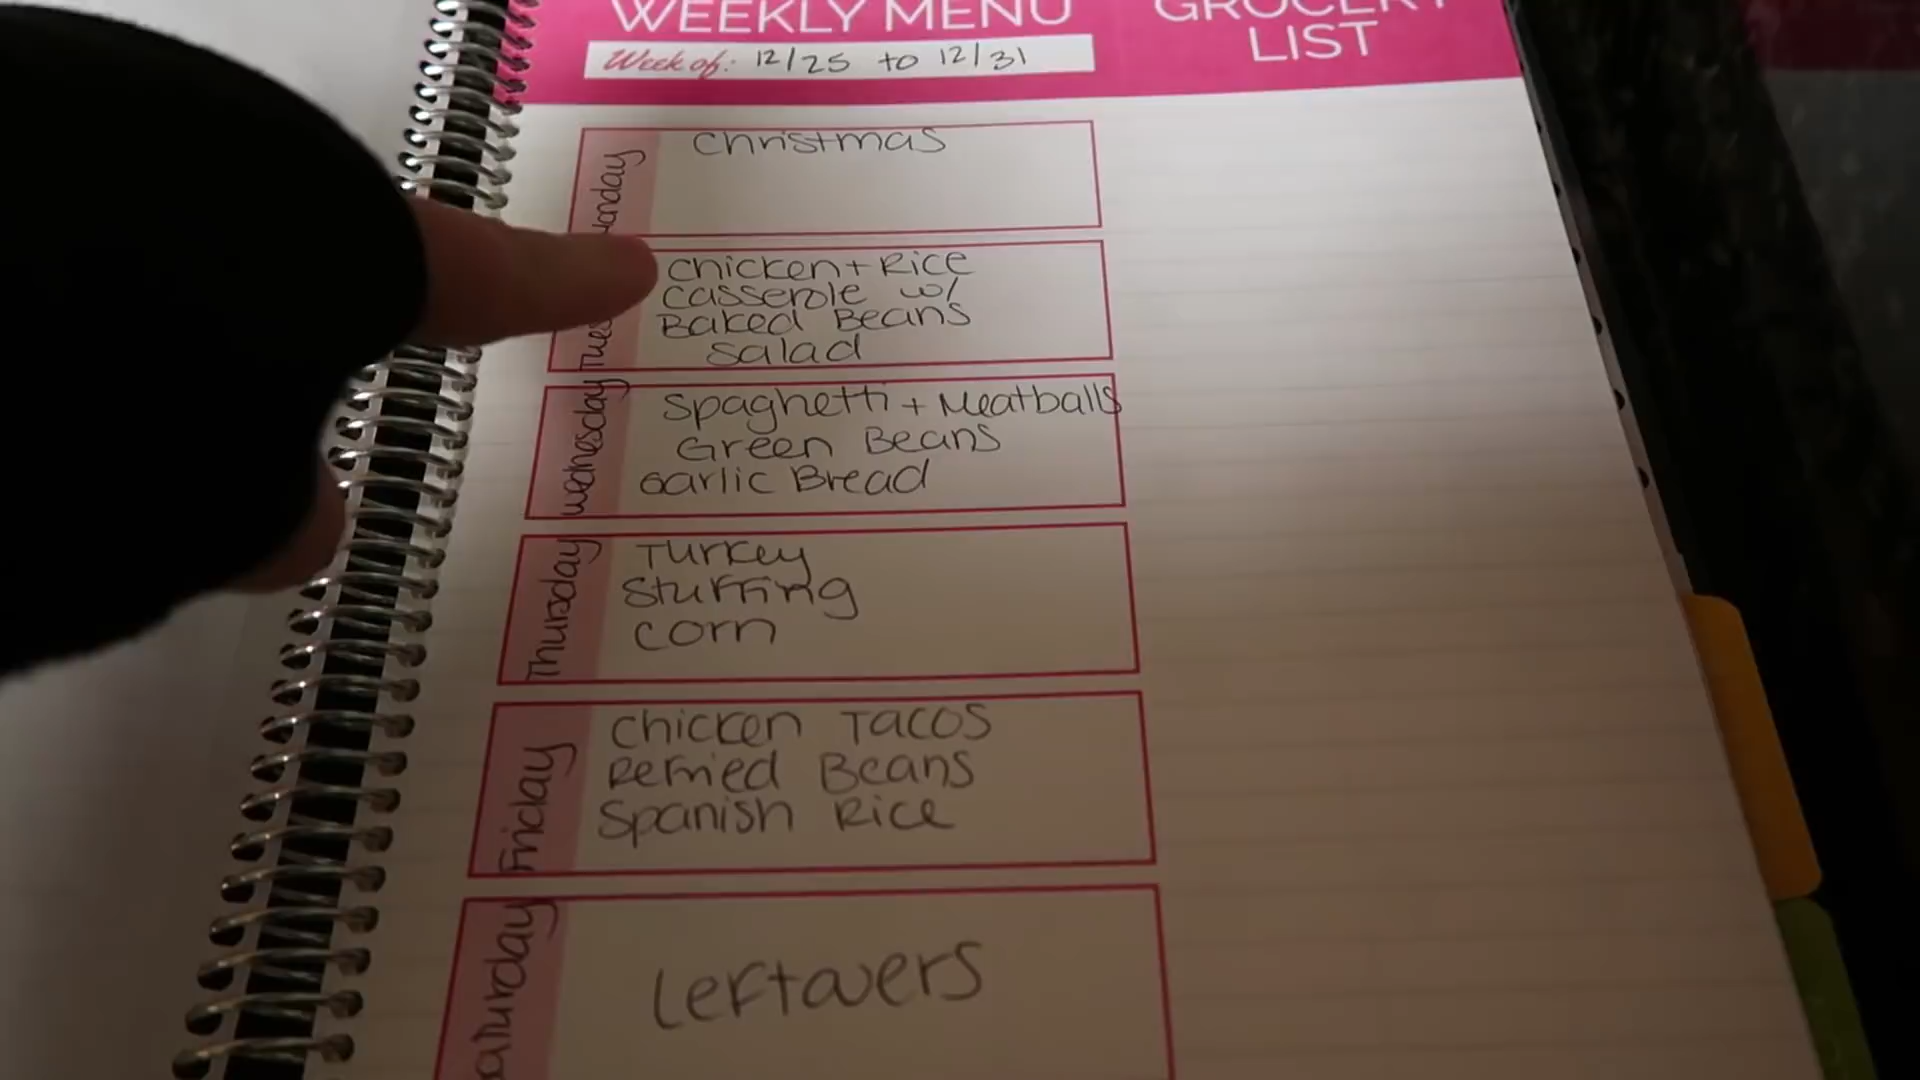 WEEKLY MENU
GROCERY
LIST
Week of: 12/25 to 12/31
Monday
Christmas
Tues
Chicken + Rice
Casserole w/
Baked Beans
Salad
Wednesday
Spaghetti + Meatballs
Green Beans
Garlic Bread
Thursday
Turkey
Stuffing
Corn
Friday
Chicken Tacos
Refried Beans
Spanish Rice
Saturday
Leftovers